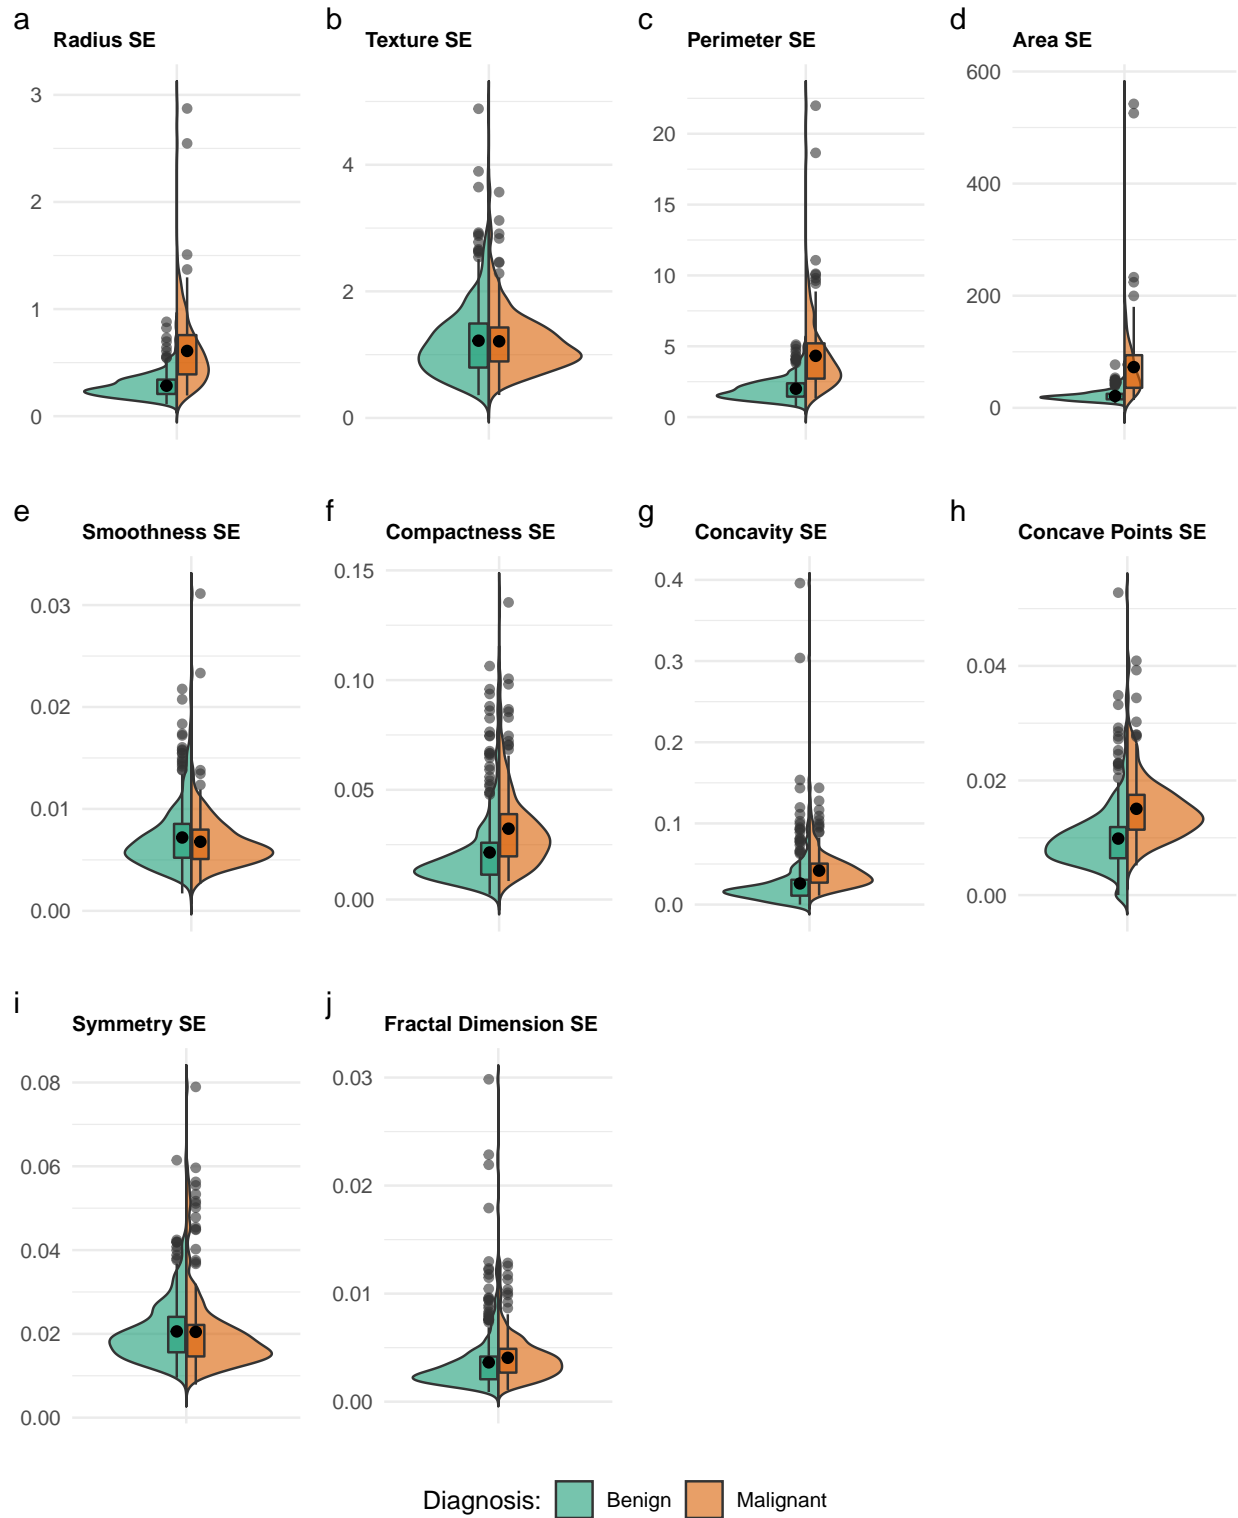 a
Radius SE
3
2
1
0
b
Texture SE
4
2
0
c
Perimeter SE
20
15
10
5
0
d
Area SE
600
400
200
0
e
Smoothness SE
0.03
0.02
0.01
0.00
f
Compactness SE
0.15
0.10
0.05
0.00
g
Concavity SE
0.4
0.3
0.2
0.1
0.0
h
Concave Points SE
0.04
0.02
0.00
i
Symmetry SE
0.08
0.06
0.04
0.02
0.00
j
Fractal Dimension SE
0.03
0.02
0.01
0.00
Diagnosis: Benign Malignant